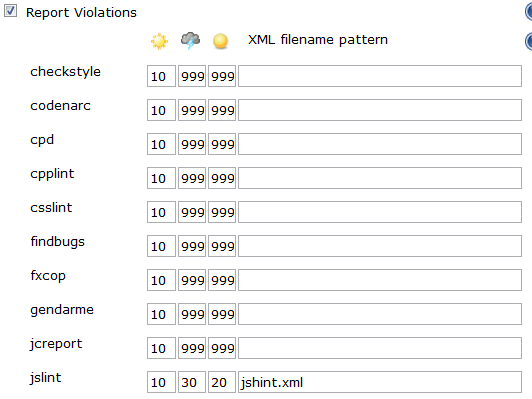 Report Violations
XML filename pattern
checkstyle 10 999 999
codenarc 10 999 999
cpd 10 999 999
cpplint 10 999 999
csslint 10 999 999
findbugs 10 999 999
fxcop 10 999 999
gendarme 10 999 999
jcreport 10 999 999
jslint 10 30 20 jshint.xml